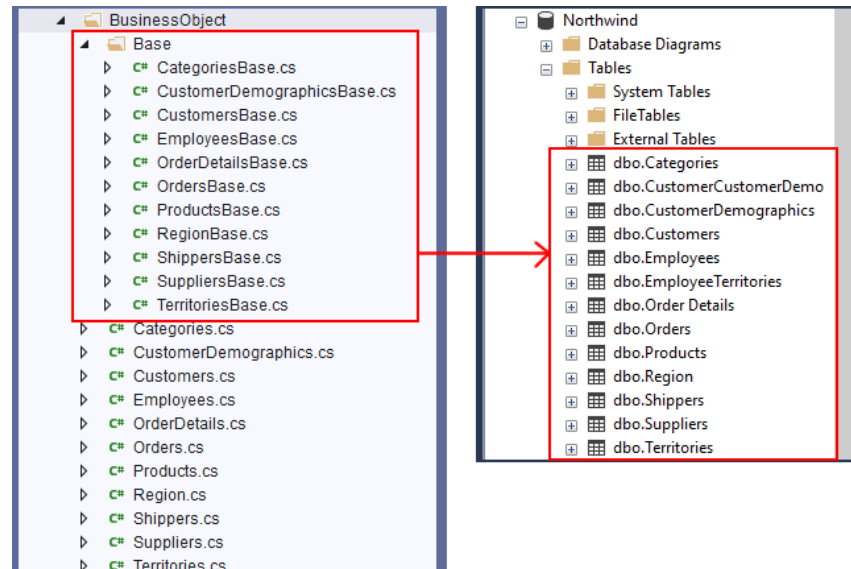 BusinessObject
Base
C# CategoriesBase.cs
C# CustomerDemographicsBase.cs
C# CustomersBase.cs
C# EmployeesBase.cs
C# OrderDetailsBase.cs
C# OrdersBase.cs
C# ProductsBase.cs
C# RegionBase.cs
C# ShippersBase.cs
C# SuppliersBase.cs
C# TerritoriesBase.cs
C# Categories.cs
C# CustomerDemographics.cs
C# Customers.cs
C# Employees.cs
C# OrderDetails.cs
C# Orders.cs
C# Products.cs
C# Region.cs
C# Shippers.cs
C# Suppliers.cs
C# Territories.cs
Northwind
Database Diagrams
Tables
System Tables
FileTables
External Tables
dbo.Categories
dbo.CustomerCustomerDemo
dbo.CustomerDemographics
dbo.Customers
dbo.Employees
dbo.EmployeeTerritories
dbo.Order Details
dbo.Orders
dbo.Products
dbo.Region
dbo.Shippers
dbo.Suppliers
dbo.Territories